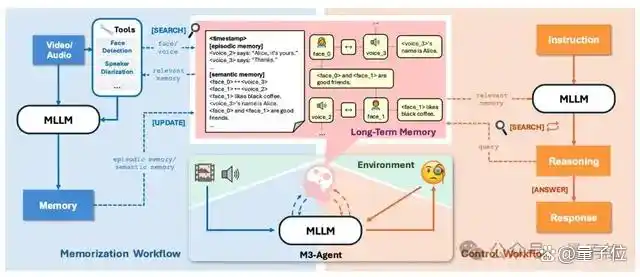 Video/
Audio
Tools
Face
Detection
Speaker
Diarization
...
MLLM
Memory
[SEARCH]
face/
voice
relevant
memory
[UPDATE]
episodic memory/
semantic memory
<timestamp>
[episodic memory]
<voice_2> says: "Alice, it's yours."
<voice_3> says: "Thanks."
...
[semantic memory]
<face_0> <-> <voice_3>
<face_1> <-> <voice_2>
<face_1> likes black coffee.
<voice_3>'s name is Alice.
<face_0> and <face_1> are good
friends.
...
face_0
voice_3
<voice_3>'s
name is Alice.
<face_0> and <face_1> are
good friends.
voice_2
face_1
<face_1> likes
black coffee.
Long-Term Memory
Instruction
MLLM
relevant
memory
[SEARCH]
query
Reasoning
[ANSWER]
Response
Environment
MLLM
M3-Agent
Memorization Workflow
Control Workflow
公众号
量子位